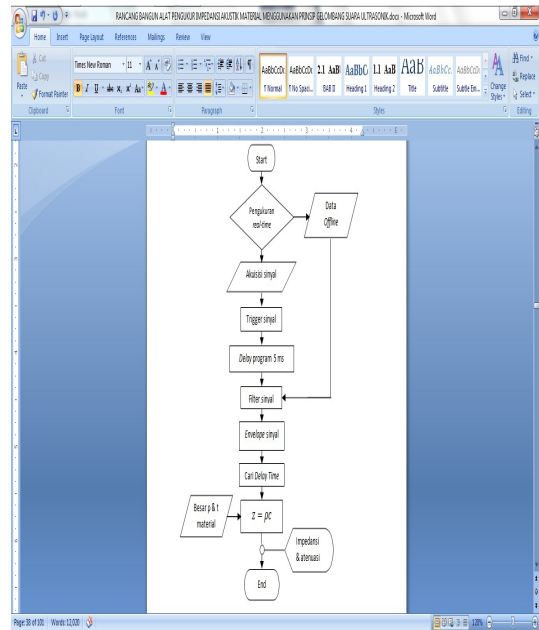 RANCANG BANGUN ALAT PENGUKUR IMPEDANSI AKUSTIK MATERIAL MENGGUNAKAN PRINSIP GELOMBANG SUARA ULTRASONIK.docx - Microsoft Word
Home Insert Page Layout References Mailings Review View
Cut
Copy
Format Painter
Paste
Clipboard
Times New Roman 11
Font
Paragraph
AaBbCcDc AaBbCcDc 2.1 AaB AaBbC 1.1 AaB AaB AaBbCc. AaBbCcDc
¶ Normal ¶ No Spaci... BAB II Heading 1 Heading 2 Title Subtitle Subtle Em...
Change
Styles
Styles
Find
Replace
Select
Editing
Start
Pengukuran
real-time
Data
Offline
Akuisisi sinyal
Trigger sinyal
Delay program 5 ms
Filter sinyal
Envelope sinyal
Cari Delay Time
Besar ρ & t
material
z = ρc
Impedansi
& atenuasi
End
Page: 38 of 101 Words: 12,020 120%